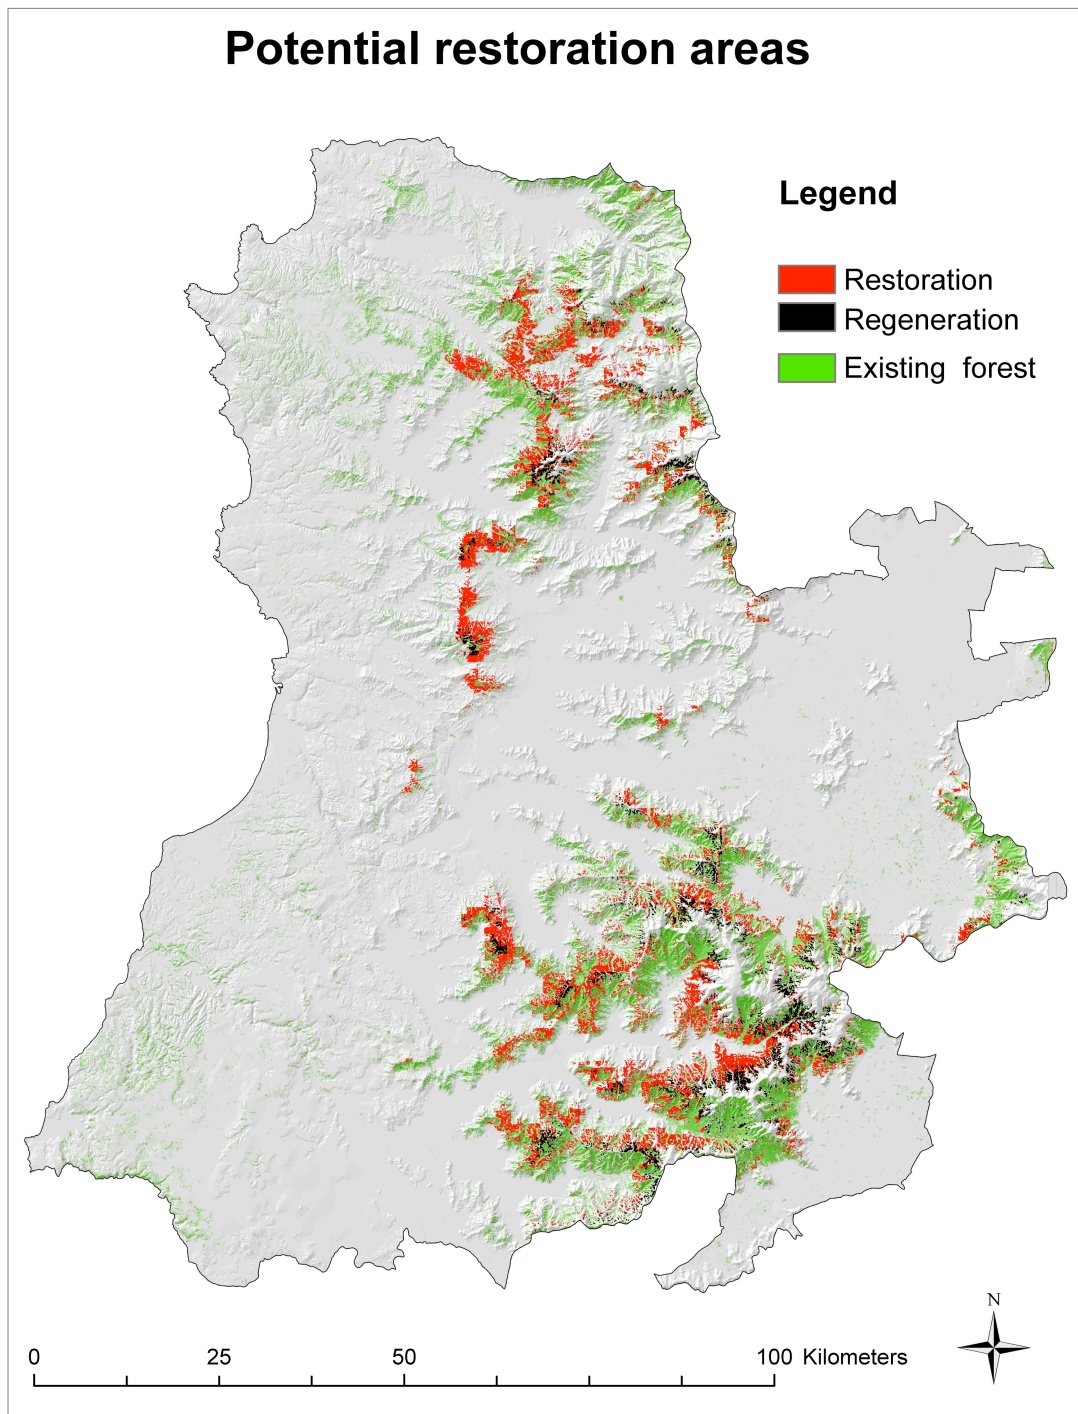 Potential restoration areas
Legend
Restoration
Regeneration
Existing forest
N
0 25 50 100 Kilometers